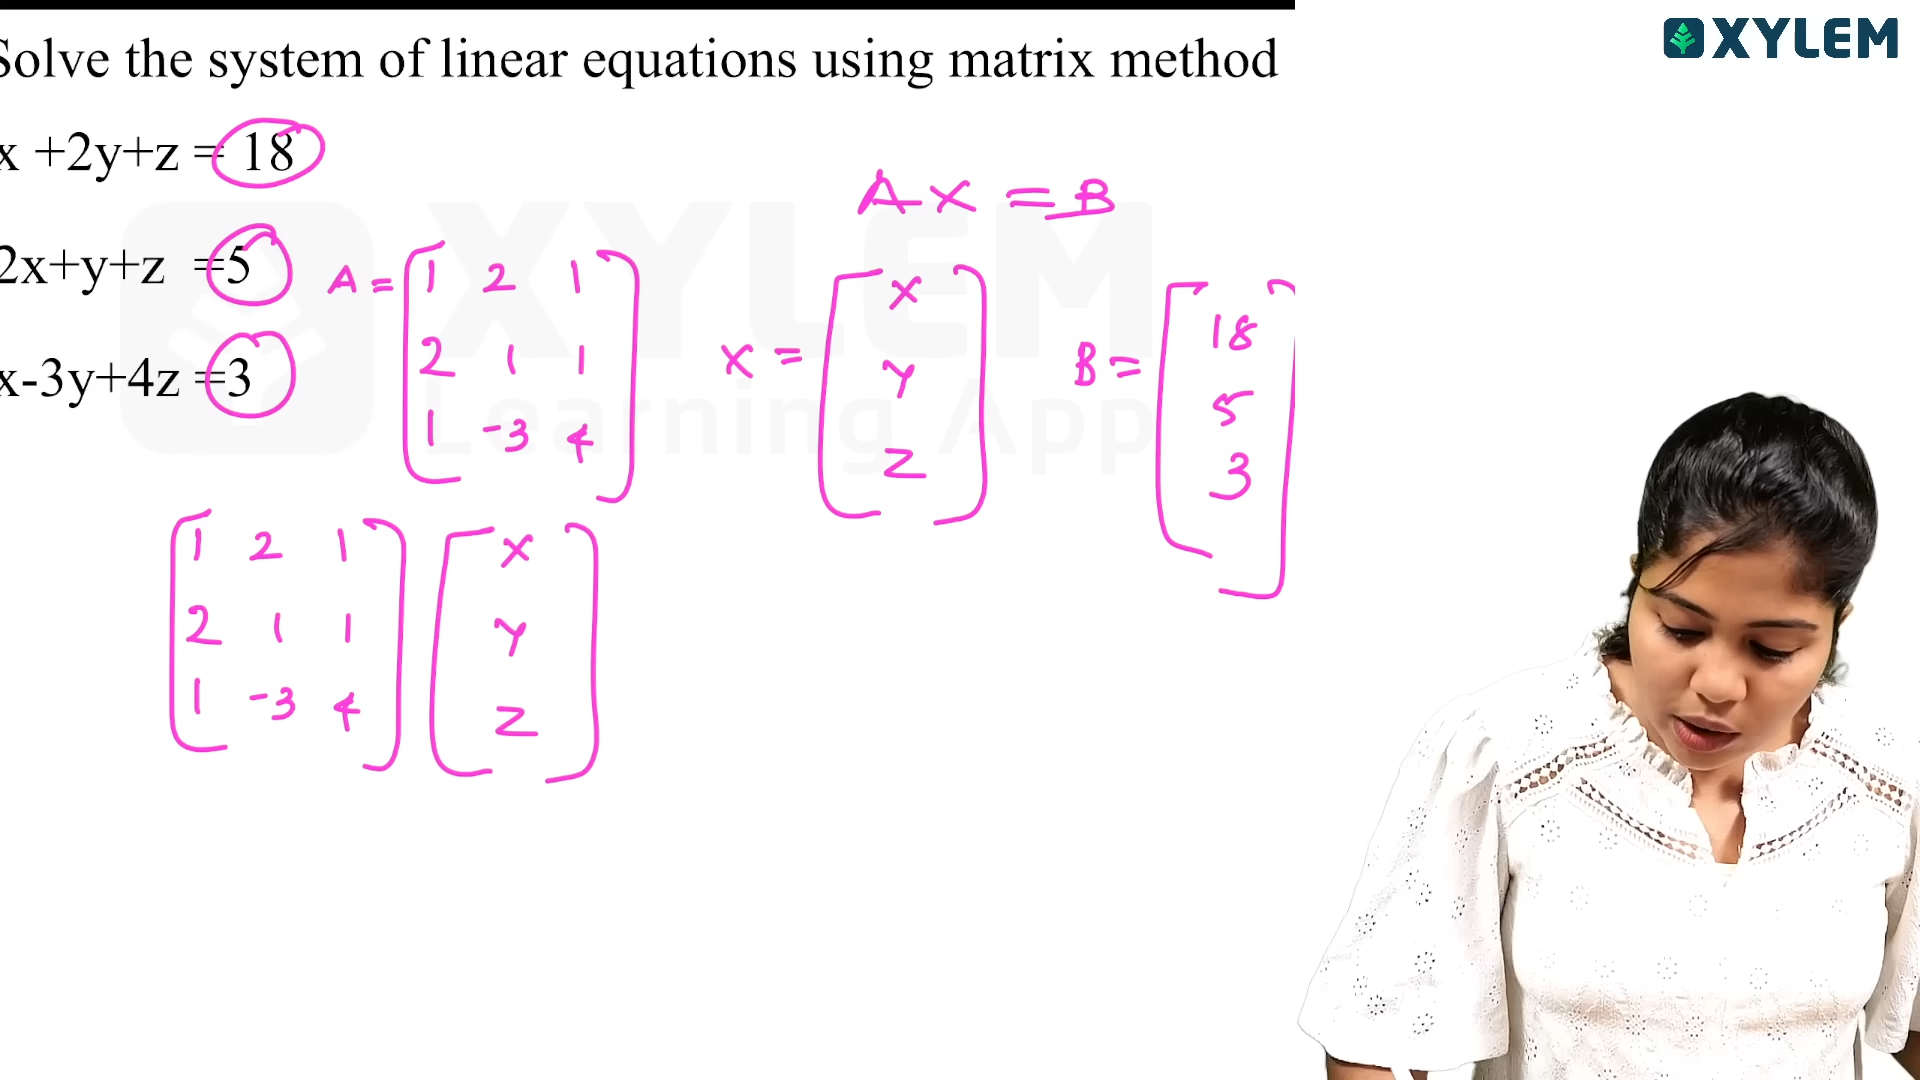 XYLEM
Solve the system of linear equations using matrix method
x +2y+z = 18
2x+y+z =5
x-3y+4z =3
AX = B
A = [1 2 1
2 1 1
1 -3 4]
X = [x
y
z]
B = [18
5
3]
[1 2 1
2 1 1
1 -3 4]
[x
y
z]
XYLEM
Learning App